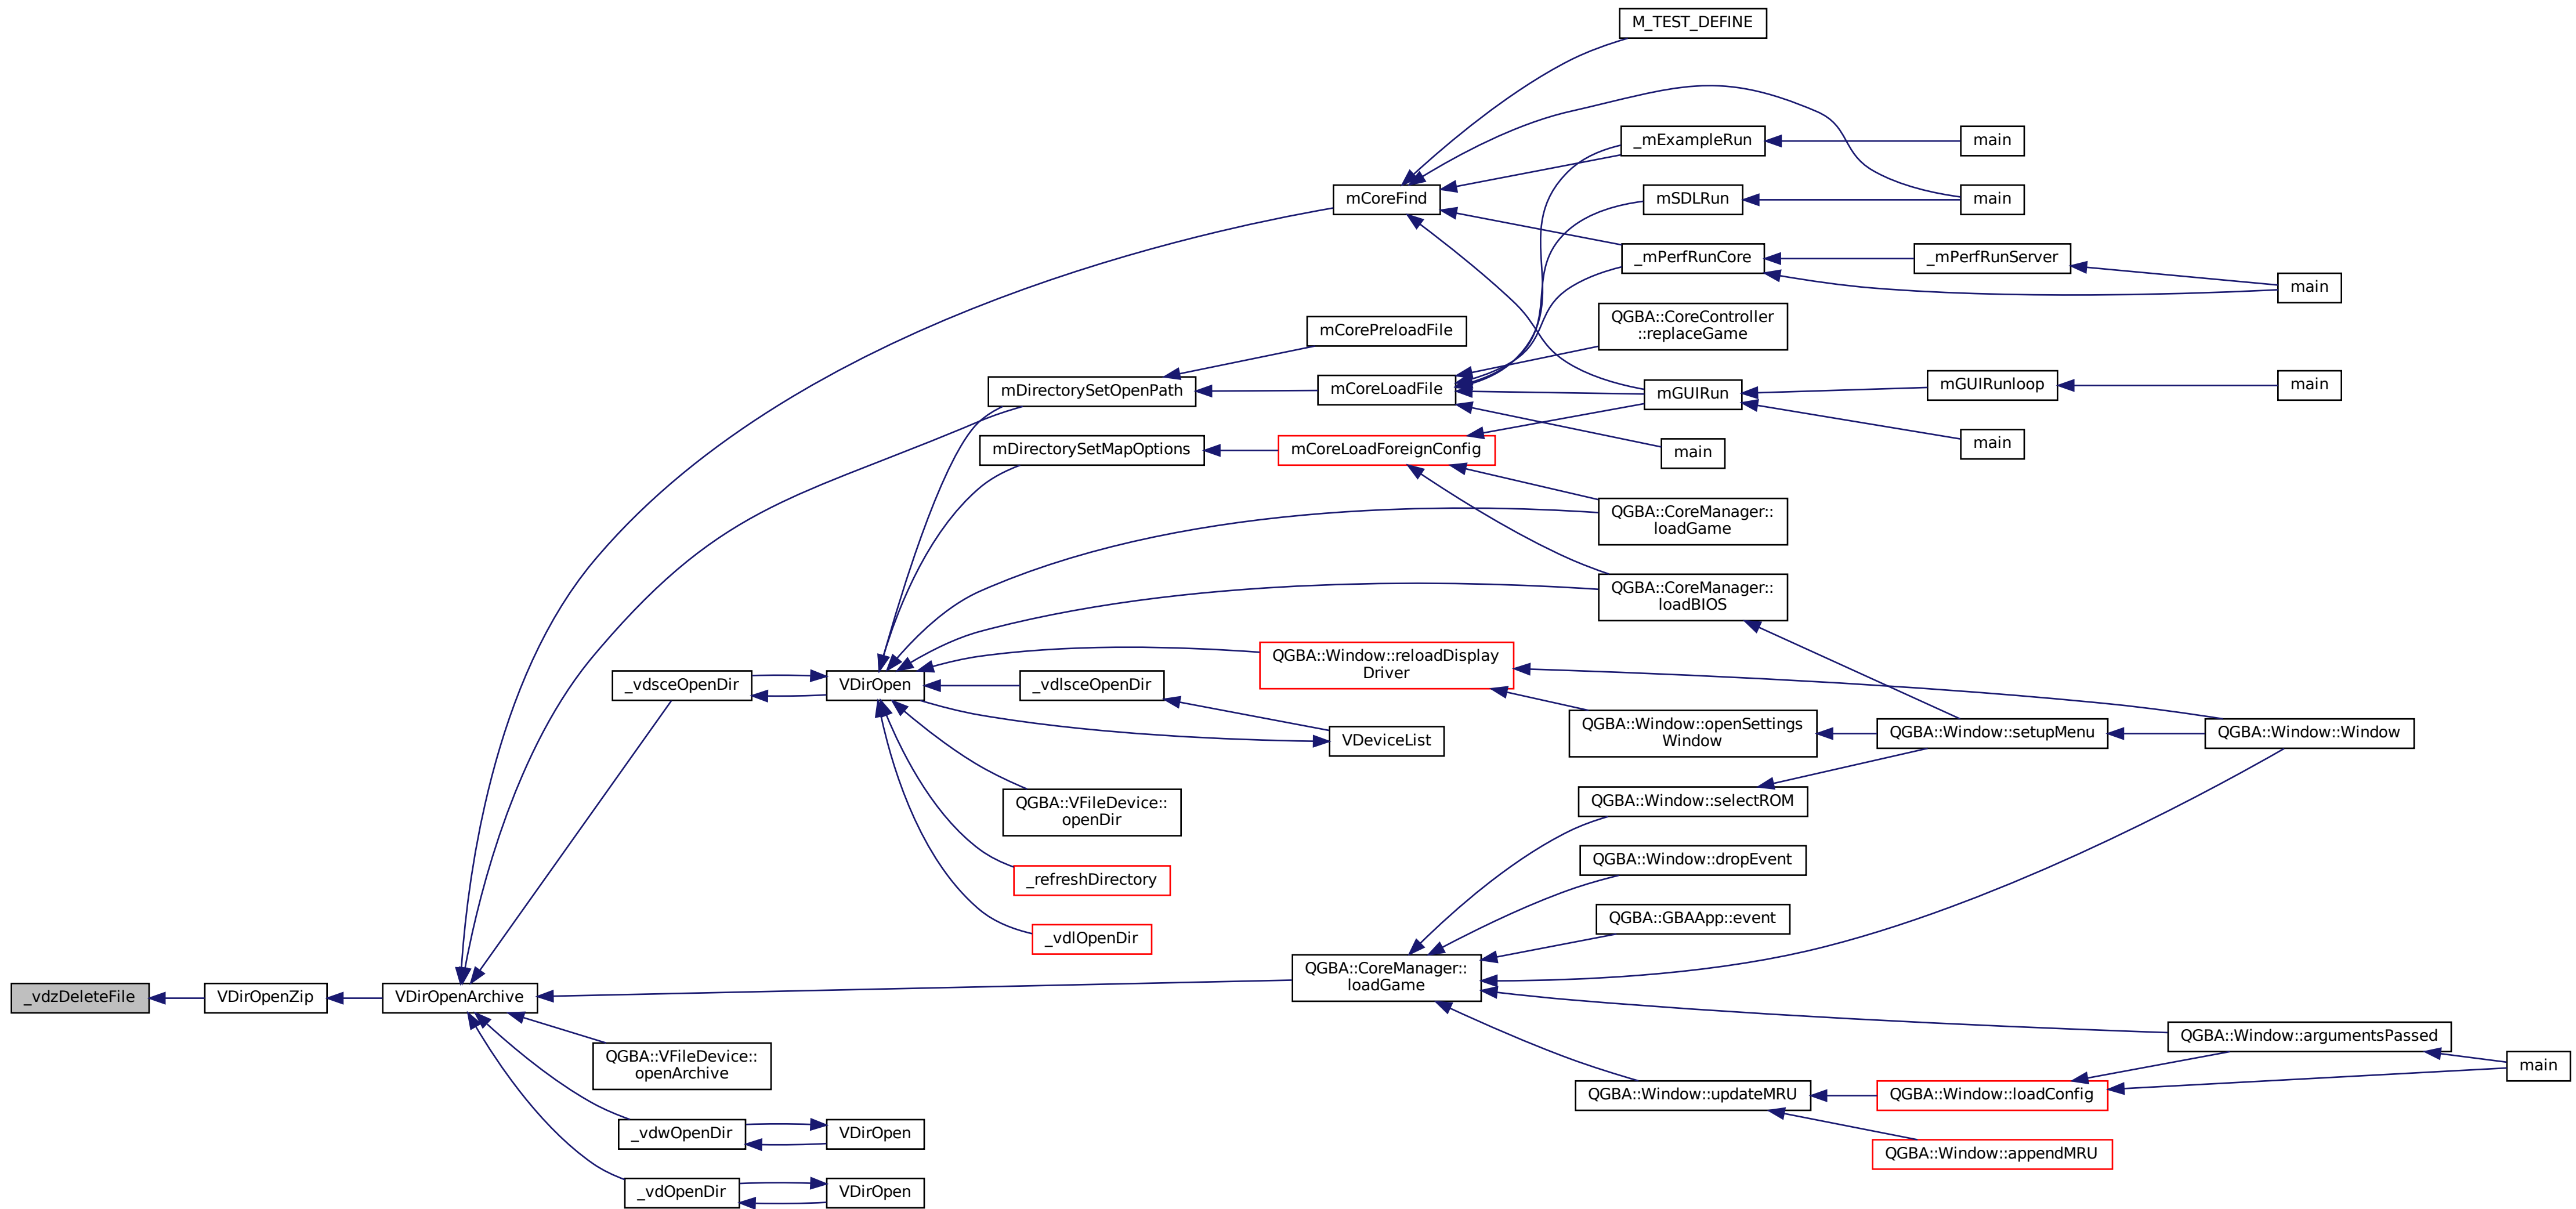 M_TEST_DEFINE
_mExampleRun
main
mCoreFind
mSDLRun
main
_mPerfRunCore
_mPerfRunServer
main
QGBA::CoreController
::replaceGame
mCorePreloadFile
mDirectorySetOpenPath
mCoreLoadFile
mGUIRun
mGUIRunloop
main
main
mDirectorySetMapOptions
mCoreLoadForeignConfig
main
QGBA::CoreManager::
loadGame
QGBA::CoreManager::
loadBIOS
_vdsceOpenDir
VDirOpen
QGBA::Window::reloadDisplay
Driver
_vdlsceOpenDir
VDeviceList
QGBA::Window::openSettings
Window
QGBA::Window::setupMenu
QGBA::Window::Window
QGBA::VFileDevice::
openDir
QGBA::Window::selectROM
_refreshDirectory
QGBA::Window::dropEvent
_vdlOpenDir
QGBA::GBAApp::event
_vdzDeleteFile
VDirOpenZip
VDirOpenArchive
QGBA::CoreManager::
loadGame
QGBA::VFileDevice::
openArchive
QGBA::Window::argumentsPassed
main
QGBA::Window::updateMRU
QGBA::Window::loadConfig
_vdwOpenDir
VDirOpen
QGBA::Window::appendMRU
_vdOpenDir
VDirOpen